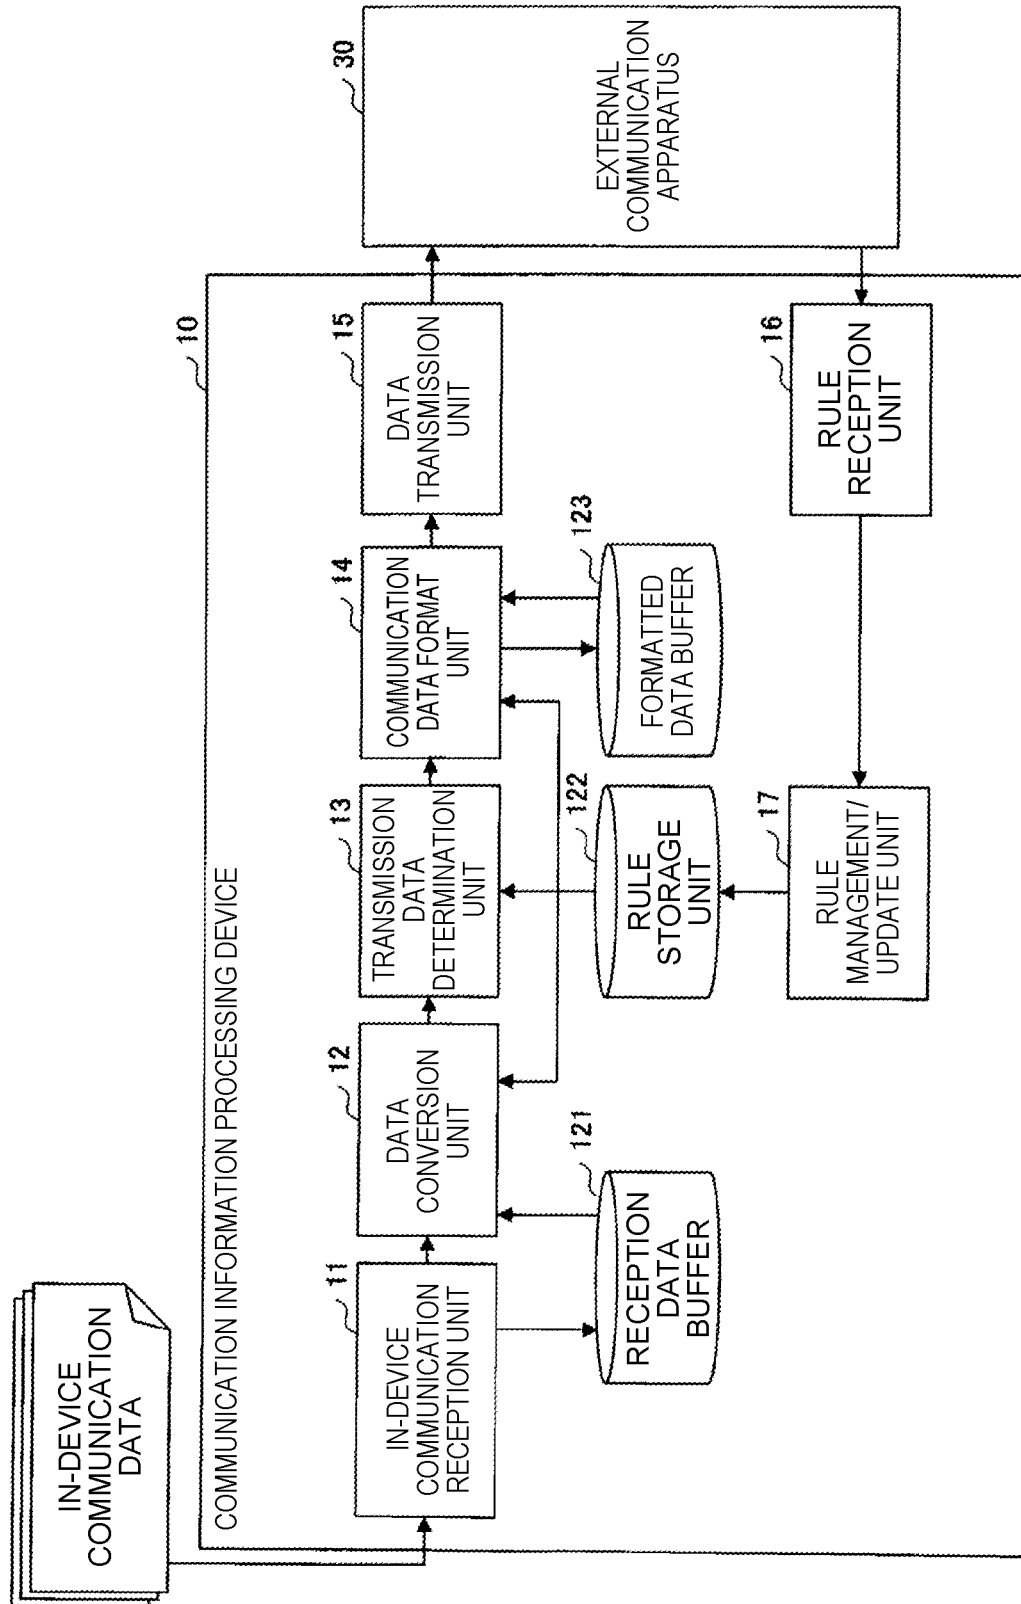 IN-DEVICE
COMMUNICATION
DATA
COMMUNICATION INFORMATION PROCESSING DEVICE
10
11
IN-DEVICE
COMMUNICATION
RECEPTION UNIT
12
DATA
CONVERSION
UNIT
13
TRANSMISSION
DATA
DETERMINATION
UNIT
14
COMMUNICATION
DATA FORMAT
UNIT
15
DATA
TRANSMISSION
UNIT
30
EXTERNAL
COMMUNICATION
APPARATUS
121
RECEPTION
DATA
BUFFER
122
RULE
STORAGE
UNIT
123
FORMATTED
DATA BUFFER
17
RULE
MANAGEMENT/
UPDATE UNIT
16
RULE
RECEPTION
UNIT